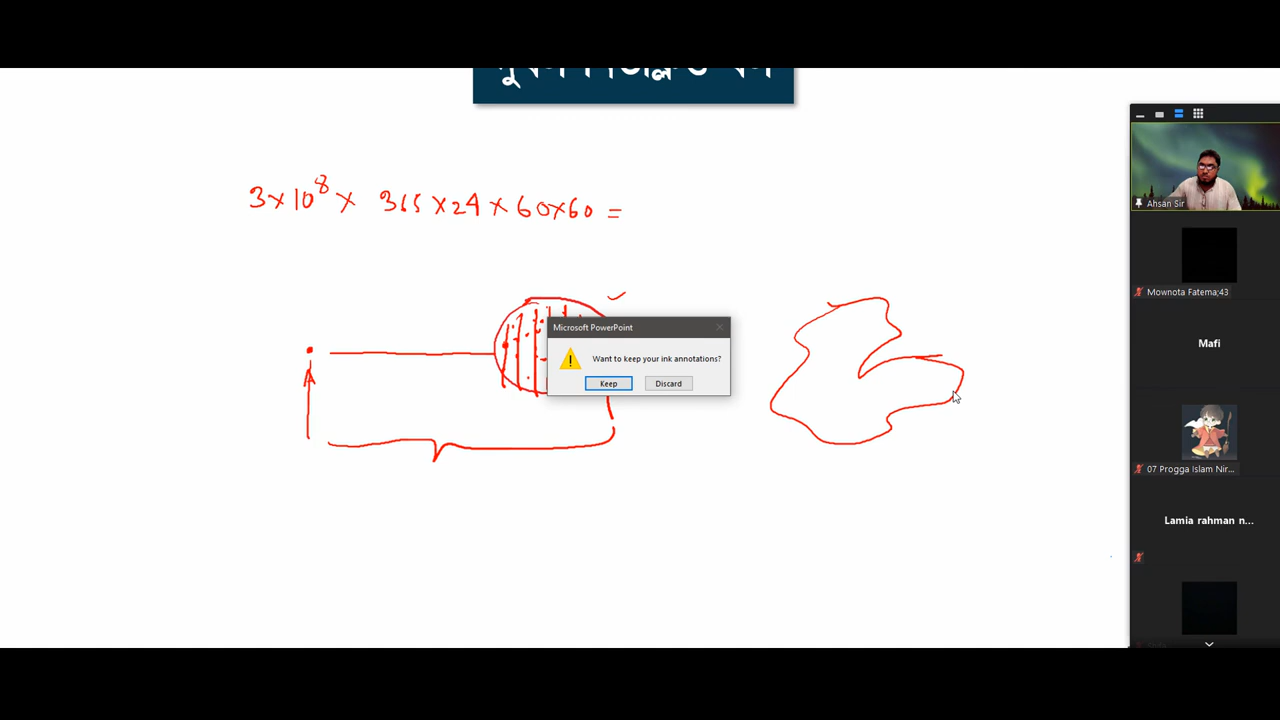 3×10⁸× 365×24×60×60 =
A
Microsoft PowerPoint
Want to keep your ink annotations?
Keep
Discard
Ahsan Sir
Mownota Fatema;43
Mafi
07 Progga Islam Nir...
Lamia rahman n...